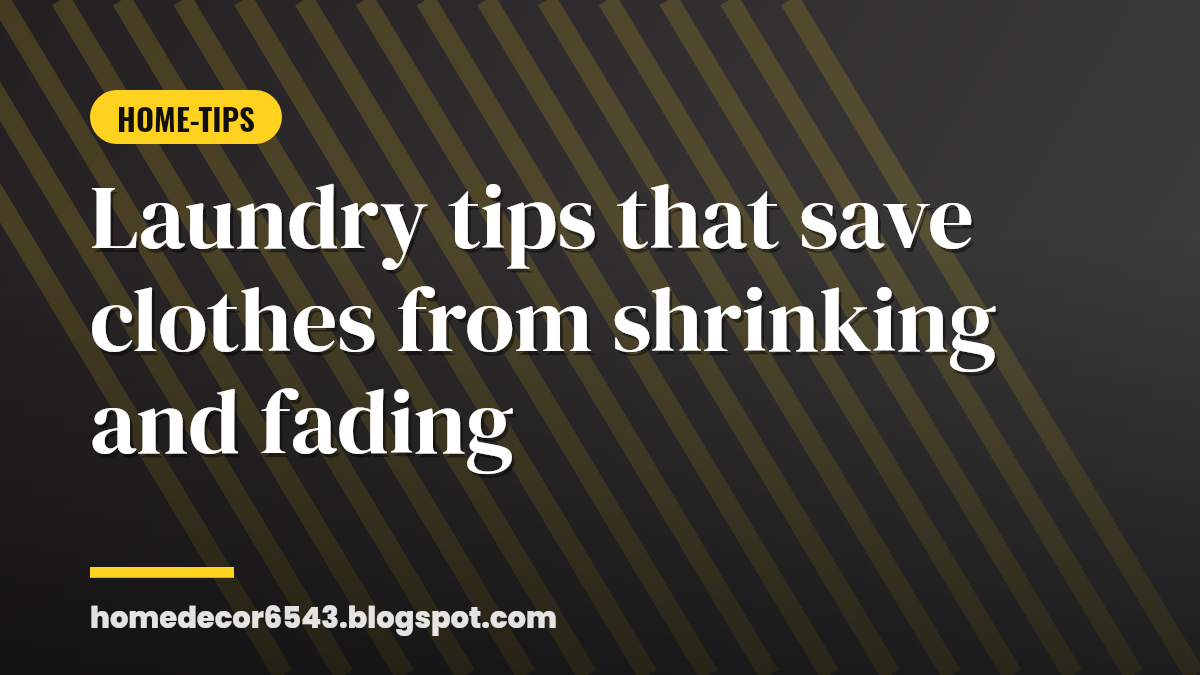 HOME-TIPS
Laundry tips that save
clothes from shrinking
and fading
homedecor6543.blogspot.com